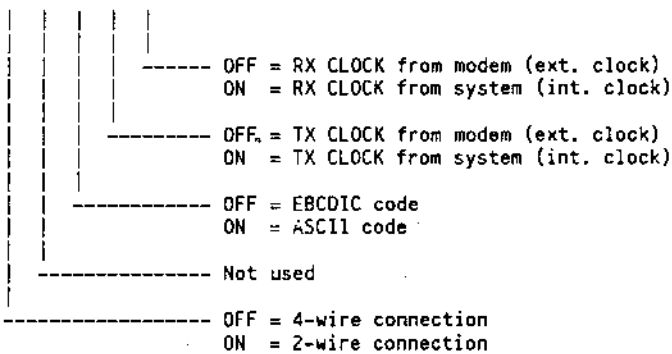 OFF = RX CLOCK from modem (ext. clock)
ON = RX CLOCK from system (int. clock)
OFF = TX CLOCK from modem (ext. clock)
ON = TX CLOCK from system (int. clock)
OFF = EBCDIC code
ON = ASCII code
Not used
OFF = 4-wire connection
ON = 2-wire connection